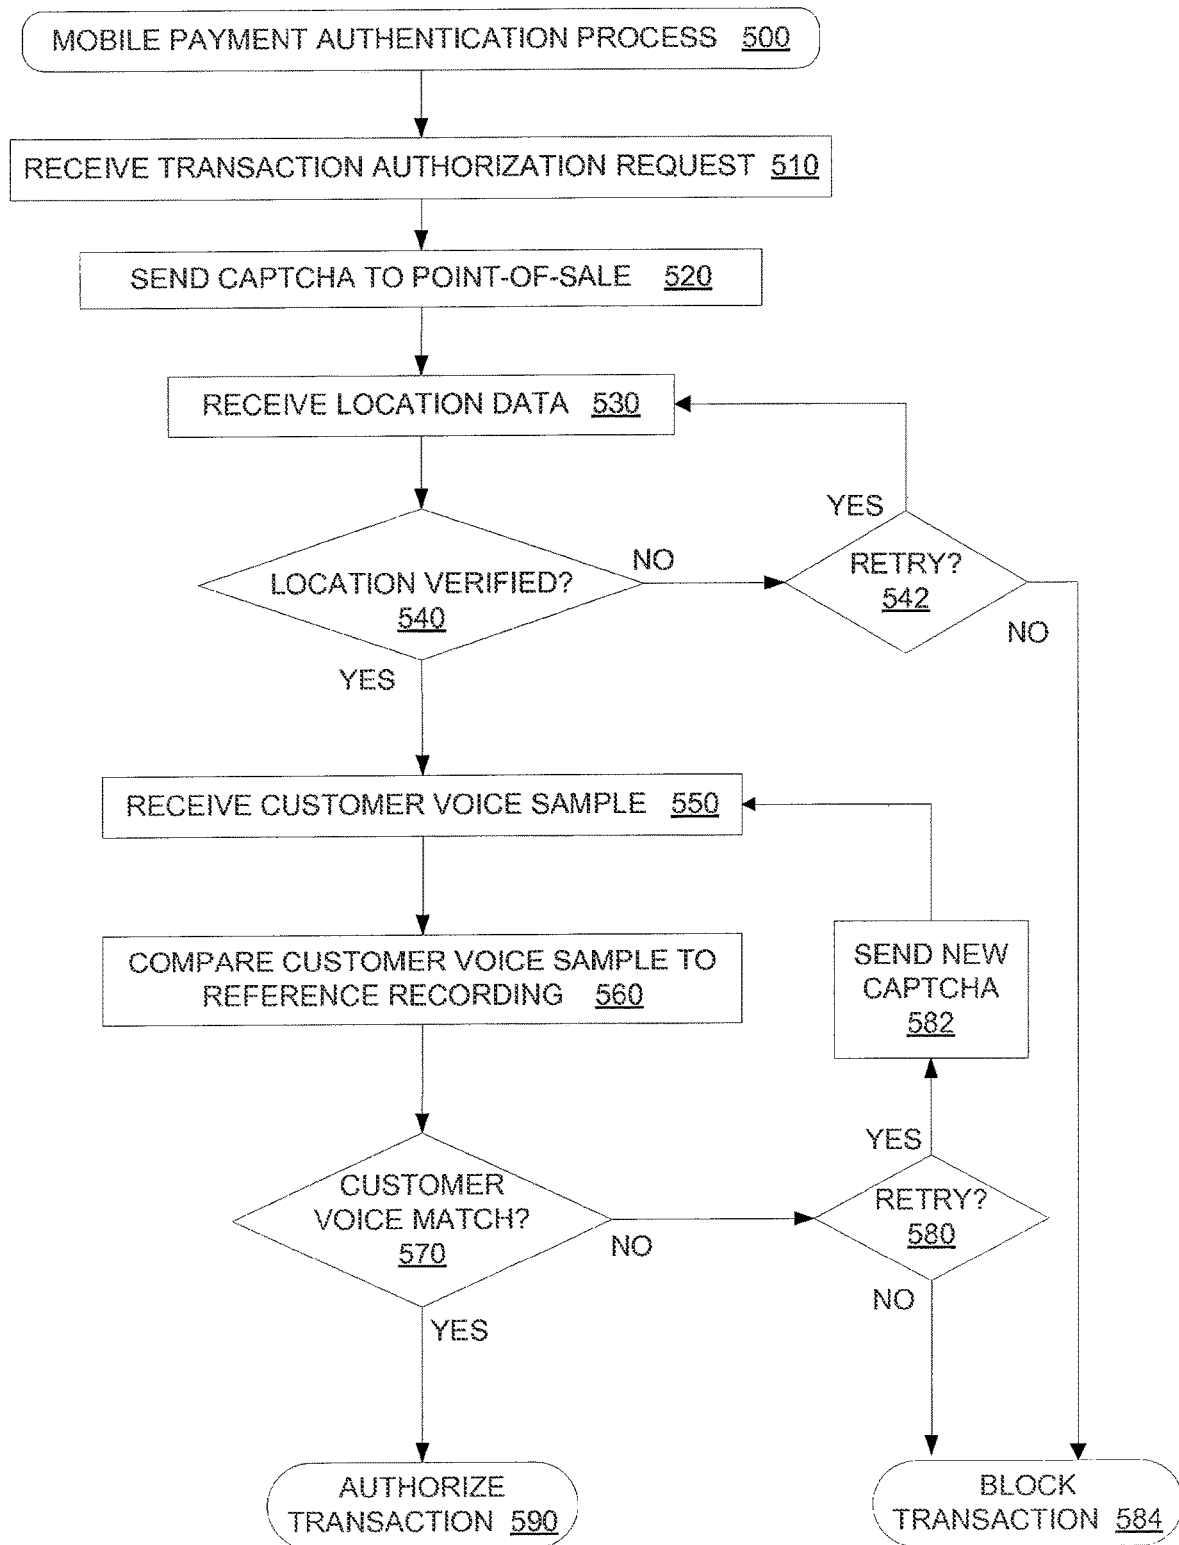 MOBILE PAYMENT AUTHENTICATION PROCESS 500
RECEIVE TRANSACTION AUTHORIZATION REQUEST 510
SEND CAPTCHA TO POINT-OF-SALE 520
RECEIVE LOCATION DATA 530
YES
LOCATION VERIFIED?
540
NO
RETRY?
542
NO
YES
RECEIVE CUSTOMER VOICE SAMPLE 550
COMPARE CUSTOMER VOICE SAMPLE TO
REFERENCE RECORDING 560
SEND NEW
CAPTCHA
582
YES
CUSTOMER
VOICE MATCH?
570
NO
RETRY?
580
NO
YES
AUTHORIZE
TRANSACTION 590
BLOCK
TRANSACTION 584